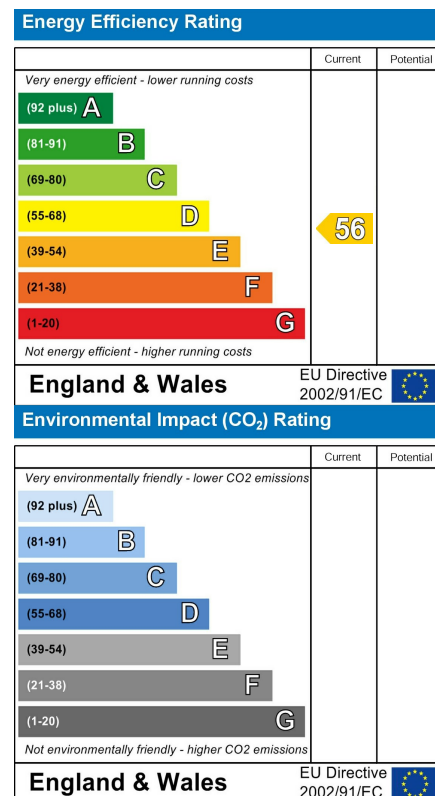 Energy Efficiency Rating
Current Potential
Very energy efficient - lower running costs
(92 plus) A
(81-91) B
(69-80) C
(55-68) D
56
(39-54) E
(21-38) F
(1-20) G
Not energy efficient - higher running costs
England & Wales
EU Directive
2002/91/EC
Environmental Impact (CO₂) Rating
Current Potential
Very environmentally friendly - lower CO2 emissions
(92 plus) A
(81-91) B
(69-80) C
(55-68) D
(39-54) E
(21-38) F
(1-20) G
Not environmentally friendly - higher CO2 emissions
England & Wales
EU Directive
2002/91/EC